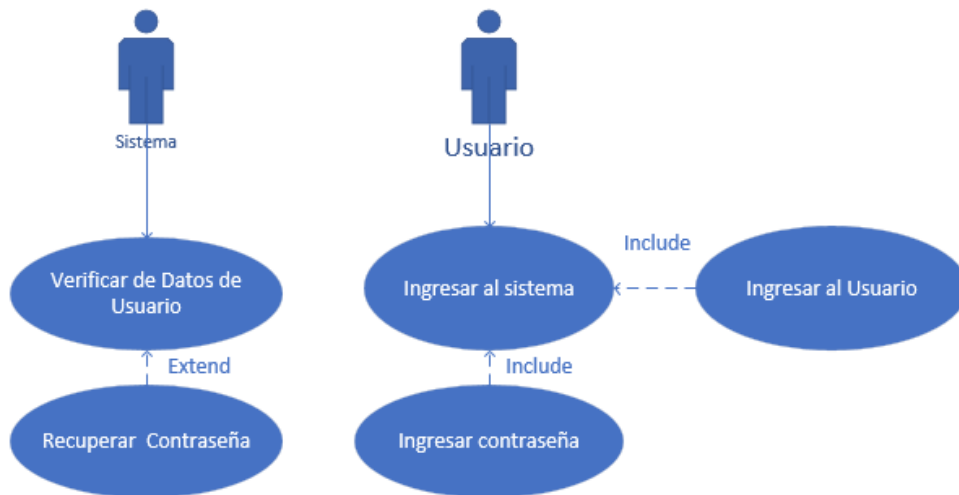 Sistema
Usuario
Verificar de Datos de
Usuario
Ingresar al sistema
Include
Ingresar al Usuario
Extend
Include
Recuperar Contraseña
Ingresar contraseña